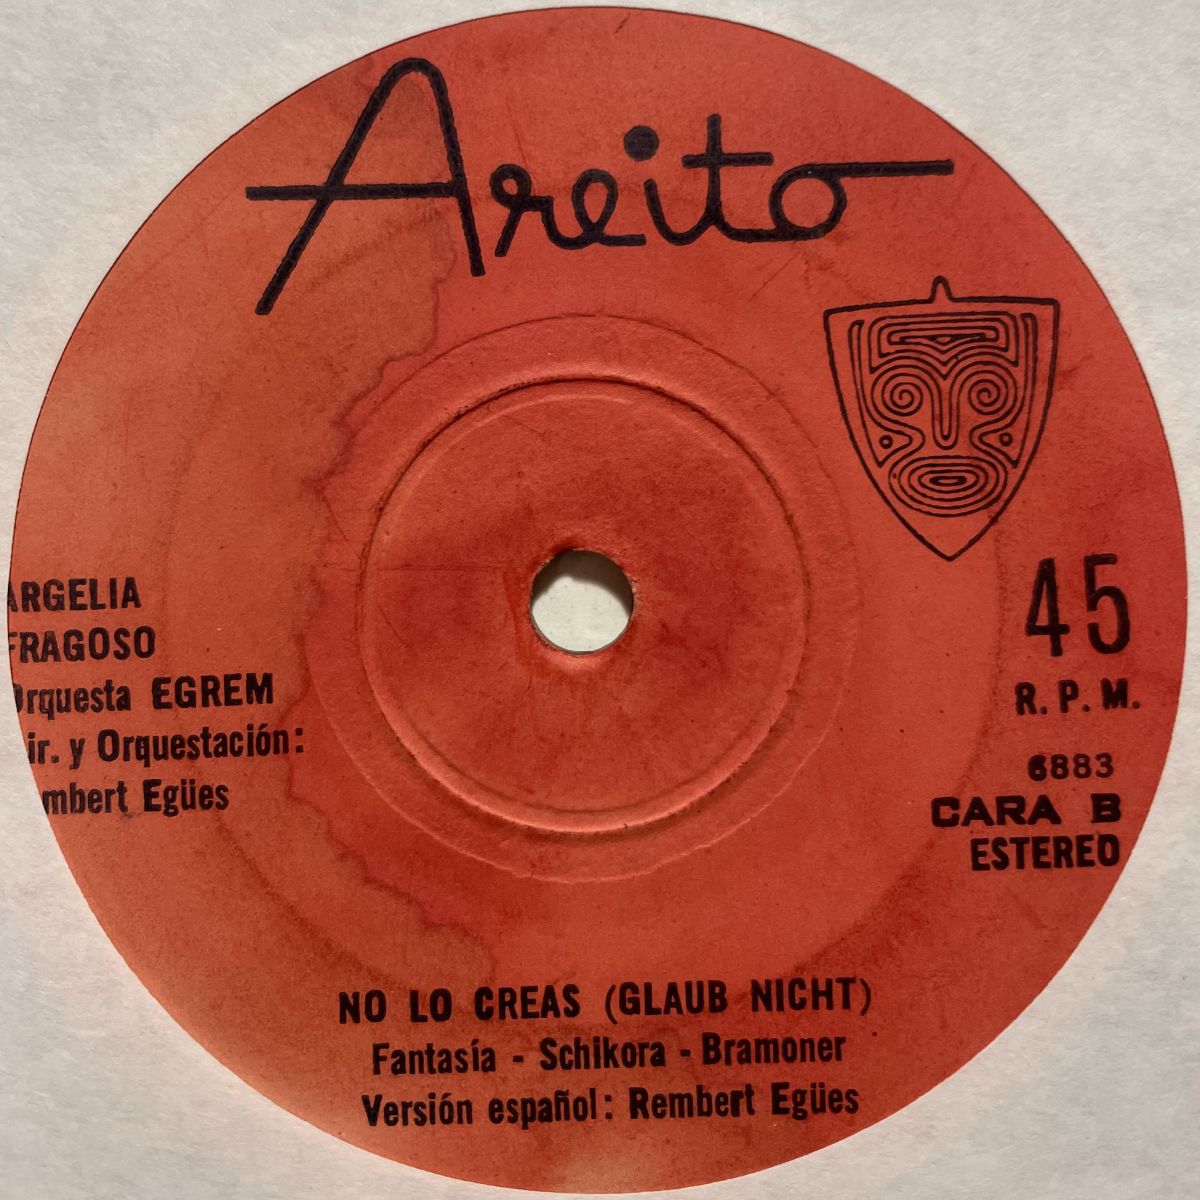 Areito
ARGELIA
FRAGOSO
Orquesta EGREM
ir. y Orquestación:
mbert Egües
45
R. P. M.
6883
CARA B
ESTEREO
NO LO CREAS (GLAUB NICHT)
Fantasía - Schikora - Bramoner
Versión español: Rembert Egües